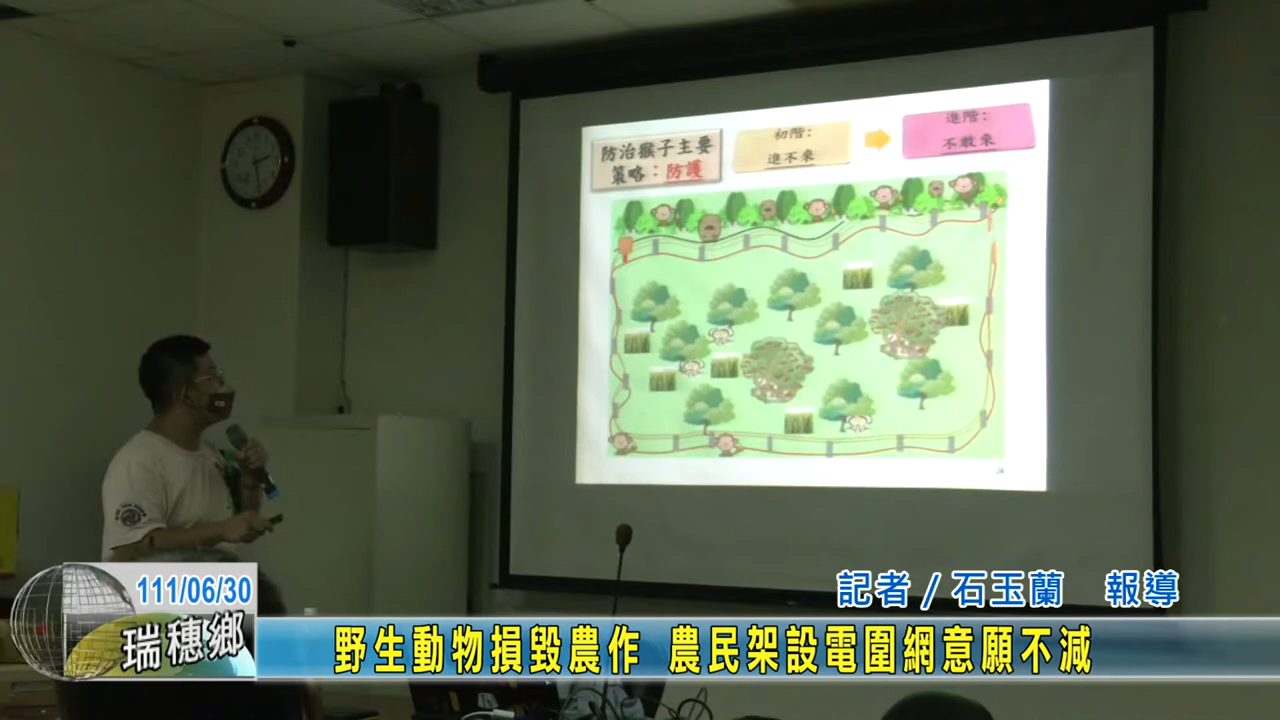 防治猴子主要
策略：防護
初階：
進不來
進階：
不敢來
111/06/30
瑞穗鄉
記者／石玉蘭 報導
野生動物損毀農作 農民架設電圍網意願不減